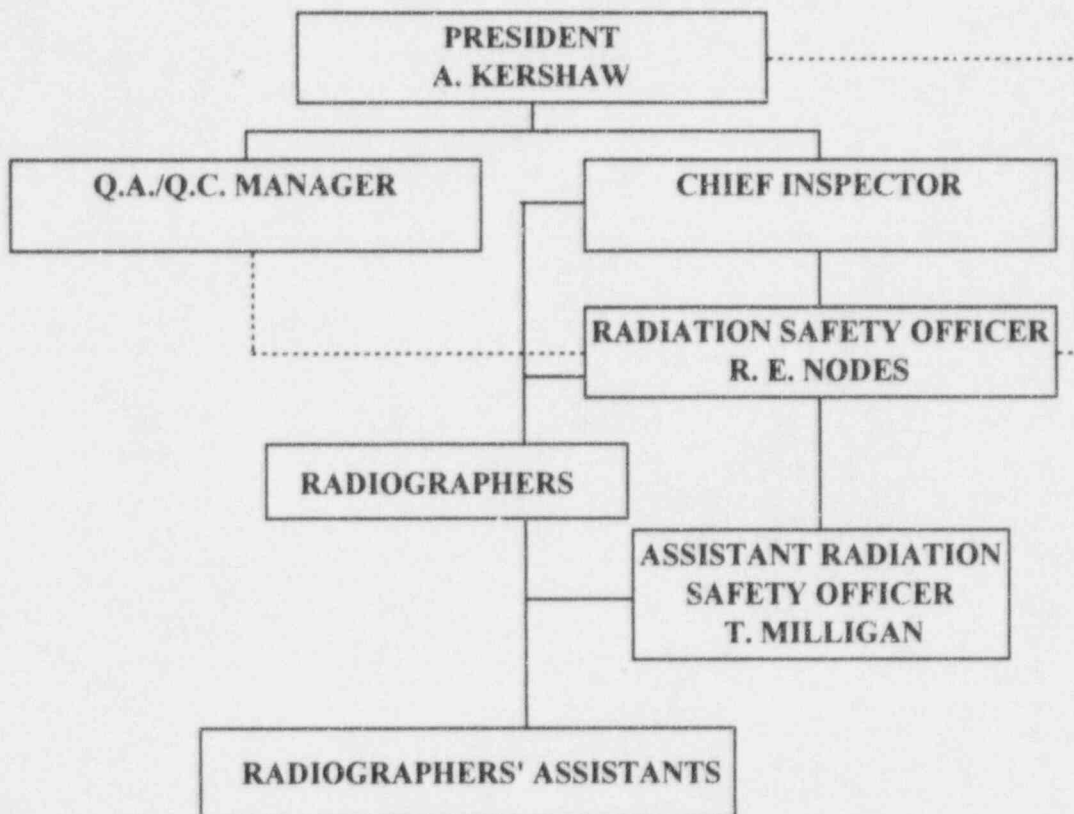 PRESIDENT
A. KERSHAW
Q.A./Q.C. MANAGER
CHIEF INSPECTOR
RADIATION SAFETY OFFICER
R. E. NODES
RADIOGRAPHERS
ASSISTANT RADIATION
SAFETY OFFICER
T. MILLIGAN
RADIOGRAPHERS' ASSISTANTS